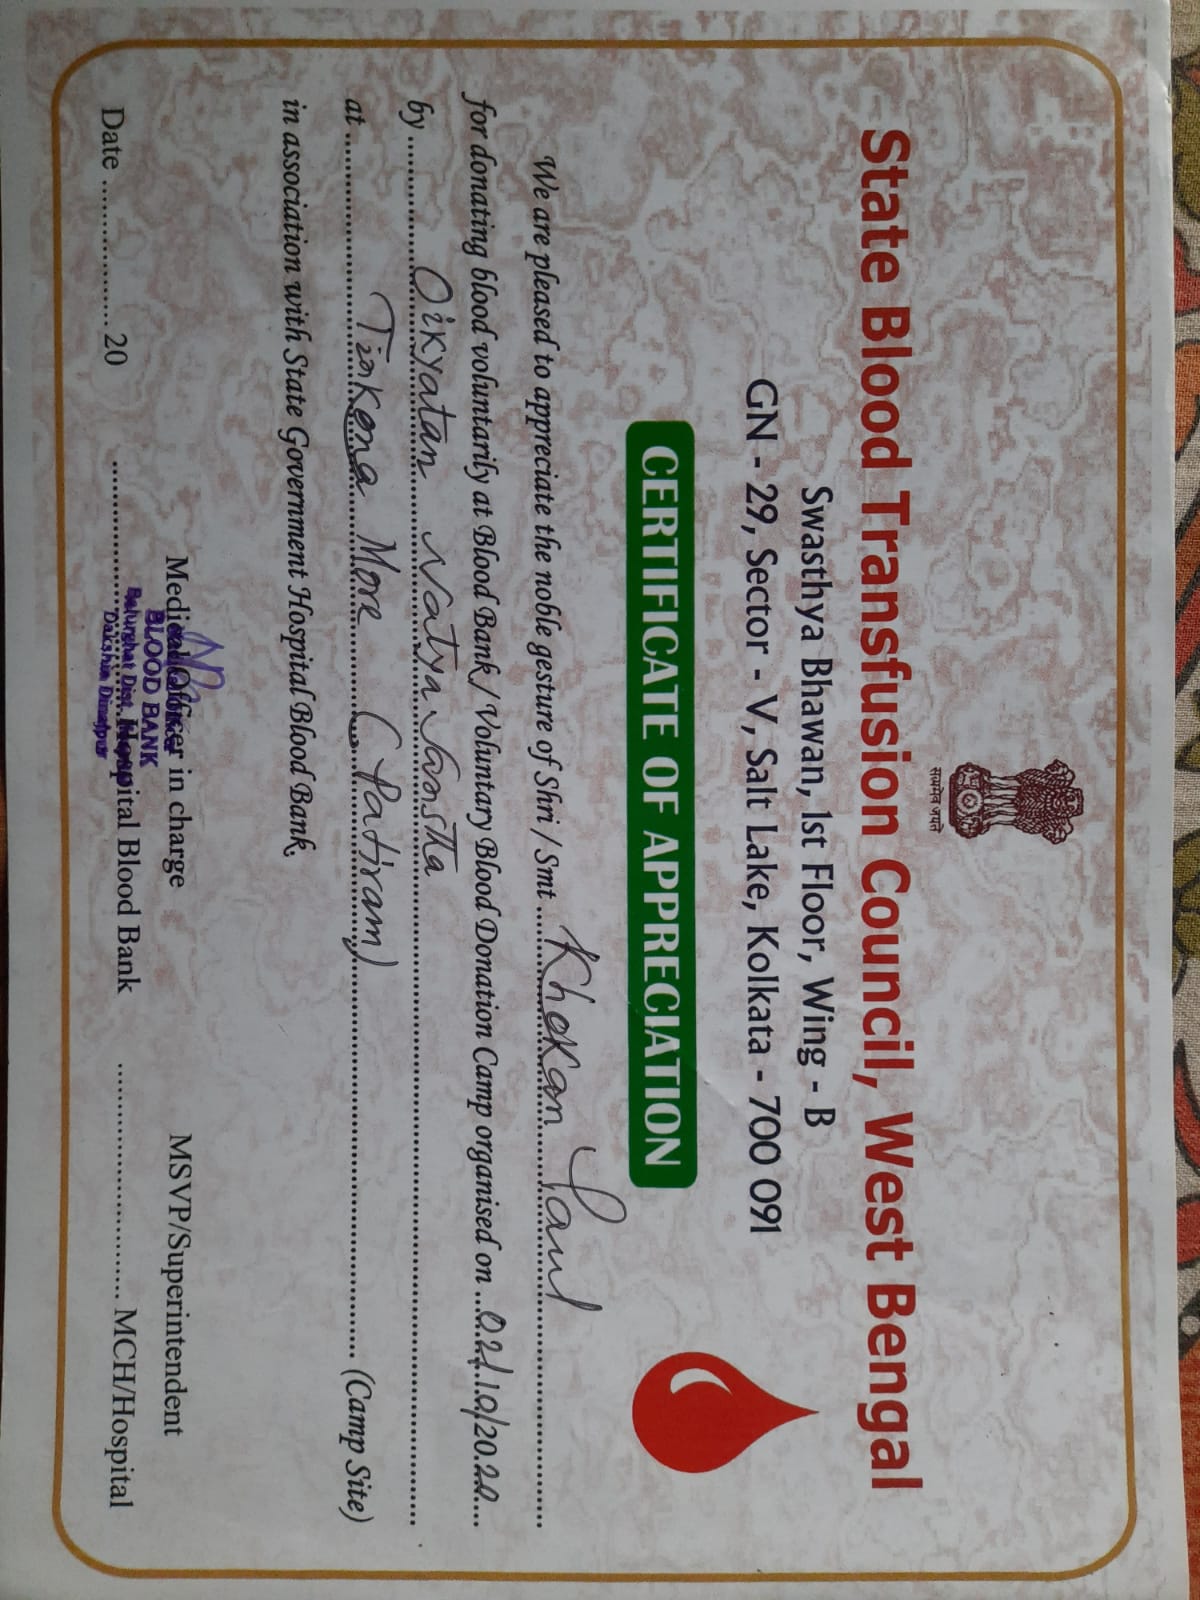 सत्यमेव जयते
State Blood Transfusion Council, West Bengal
Swasthya Bhawan, 1st Floor, Wing - B
GN - 29, Sector - V, Salt Lake, Kolkata - 700 091
CERTIFICATE OF APPRECIATION
We are pleased to appreciate the noble gesture of Shri / Smt ........ Khokan Paul ........
for donating blood voluntarily at Blood Bank / Voluntary Blood Donation Camp organised on ...02/10/2020...
by ........ Oikyatan Natya Sanstha ........
at ........ Tinkona More (Patiram) ........ (Camp Site)
in association with State Government Hospital Blood Bank.
Medical Officer in charge
MSVP/Superintendent
BLOOD BANK
Balurghat Dist. Hospital
Dakshin Dinajpur
Date ................ 20
................ Hospital Blood Bank
........................ MCH/Hospital